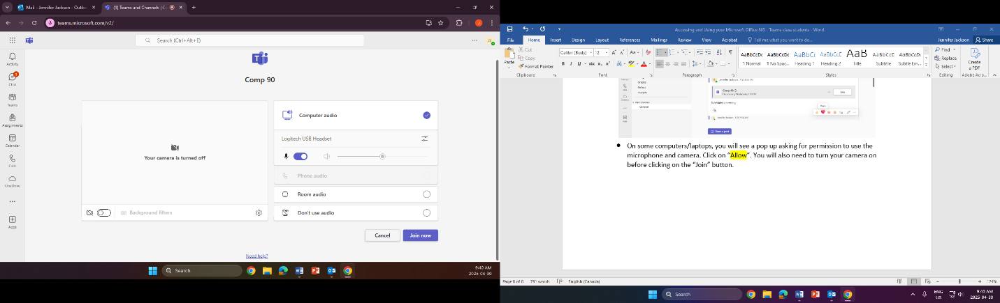 Mail - Jennifer Jackson - Outlo
(1) Teams and Channels | C
teams.microsoft.com/v2/
Search (Ctrl+Alt+E)
Activity
Chat
Teams
Assignments
Calendar
Calls
OneDrive
Apps
Comp 90
Your camera is turned off
Background filters
Computer audio
Logitech USB Headset
Phone audio
Room audio
Don't use audio
Cancel
Join now
Need help?
Search
9:40 AM
2025-04-30
Accessing and Using your Microsoft Office 365 - Teams class students - Word
File
Home
Insert
Design
Layout
References
Mailings
Review
View
Acrobat
Tell me what you want to do...
Jennifer Jackson
Share
Paste
Cut
Copy
Format Painter
Clipboard
Calibri (Body)
12
Font
Paragraph
AaBbCcDc
¶ Normal
AaBbCcDc
¶ No Spac...
AaBbCc
Heading 1
AaBbCcC
Heading 2
AaB
Title
AaBbCcD
Subtitle
AaBbCcDc
Subtle Em...
Styles
Find
Replace
Select
Editing
Create
a PDF
Adobe Acro...
Grades
General
Comp 90
Join
Scheduled a meeting
• On some computers/laptops, you will see a pop up asking for permission to use the
microphone and camera. Click on “Allow”. You will also need to turn your camera on
before clicking on the “Join” button.
Page 8 of 8
791 words
English (Canada)
124%
Search
ENG
US
9:40 AM
2025-04-30